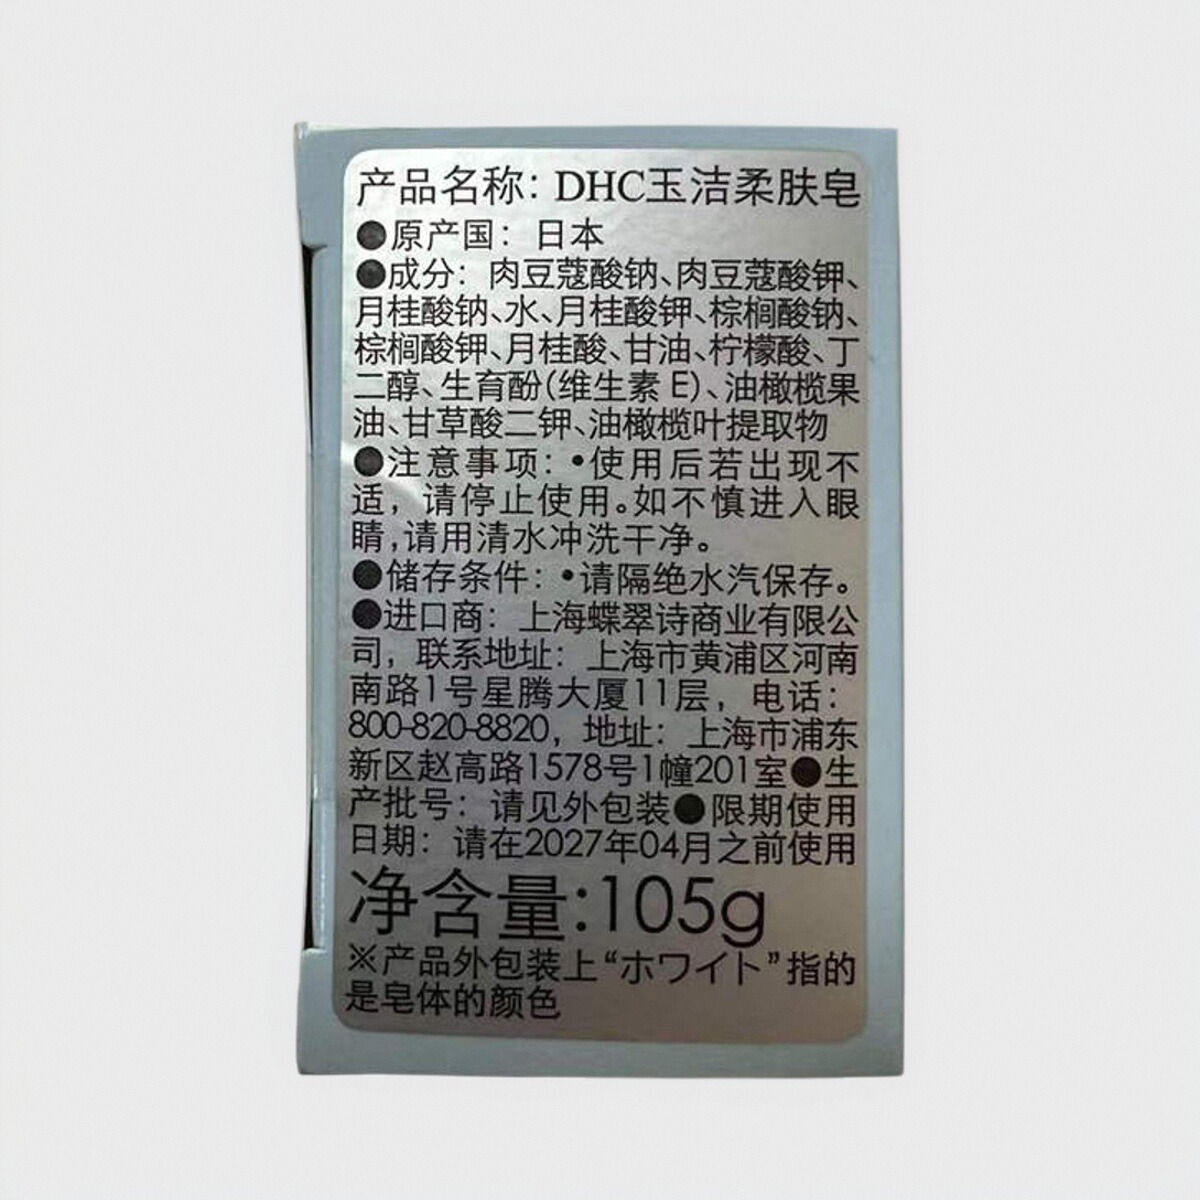 产品名称：DHC玉洁柔肤皂
●原产国：日本
●成分：肉豆蔻酸钠、肉豆蔻酸钾、
月桂酸钠、水、月桂酸钾、棕榈酸钠、
棕榈酸钾、月桂酸、甘油、柠檬酸、丁
二醇、生育酚(维生素 E)、油橄榄果
油、甘草酸二钾、油橄榄叶提取物
●注意事项：•使用后若出现不
适，请停止使用。如不慎进入眼
睛,请用清水冲洗干净。
●储存条件：•请隔绝水汽保存。
●进口商：上海蝶翠诗商业有限公
司，联系地址：上海市黄浦区河南
南路1号星腾大厦11层，电话：
800-820-8820，地址：上海市浦东
新区赵高路1578号1幢201室●生
产批号：请见外包装●限期使用
日期：请在2027年04月之前使用
净含量:105g
※产品外包装上“ホワイト”指的
是皂体的颜色